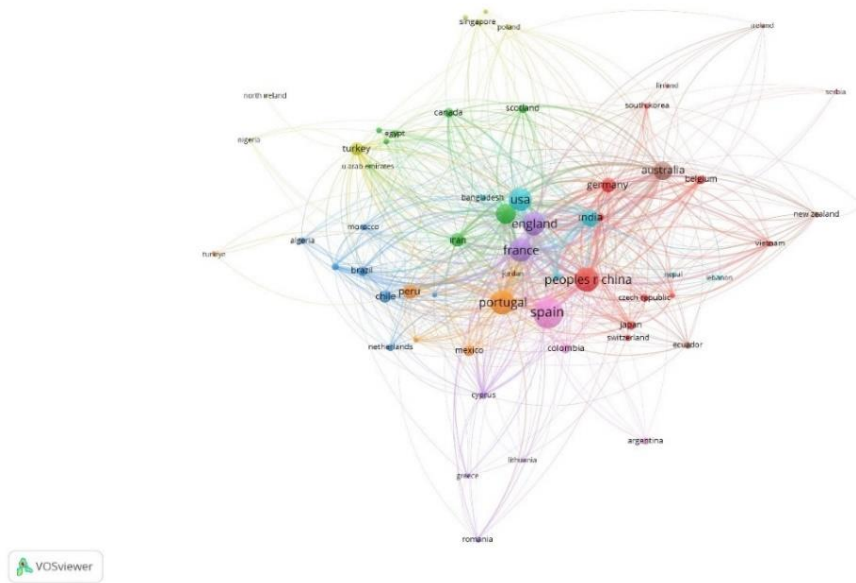 singapore
poland
iceland
finland
serbia
north ireland
south korea
canada
scotland
egypt
nigeria
turkey
u arab emirates
australia
germany
belgium
bangladesh
usa
india
new zealand
england
morocco
algeria
iran
vietnam
france
turkiye
brazil
jordan
nepal
lebanon
peoples r china
chile
peru
czech republic
portugal
spain
japan
switzerland
netherlands
mexico
colombia
ecuador
cyprus
argentina
lithuania
greece
romania
VOSviewer